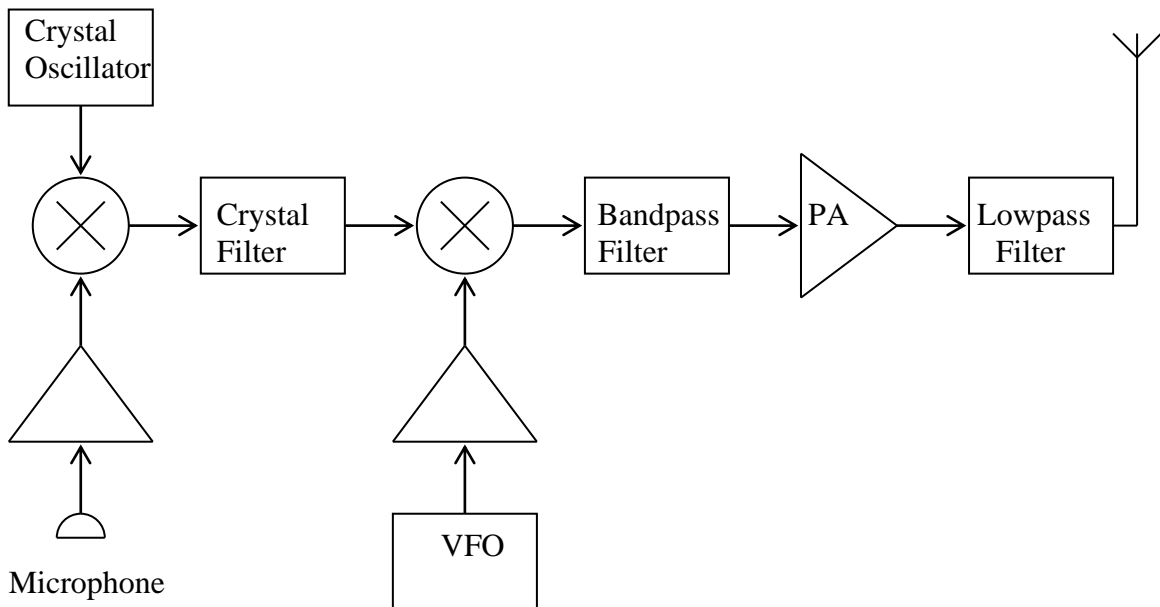 Crystal
Oscillator
Crystal
Filter
Bandpass
Filter
PA
Lowpass
Filter
VFO
Microphone